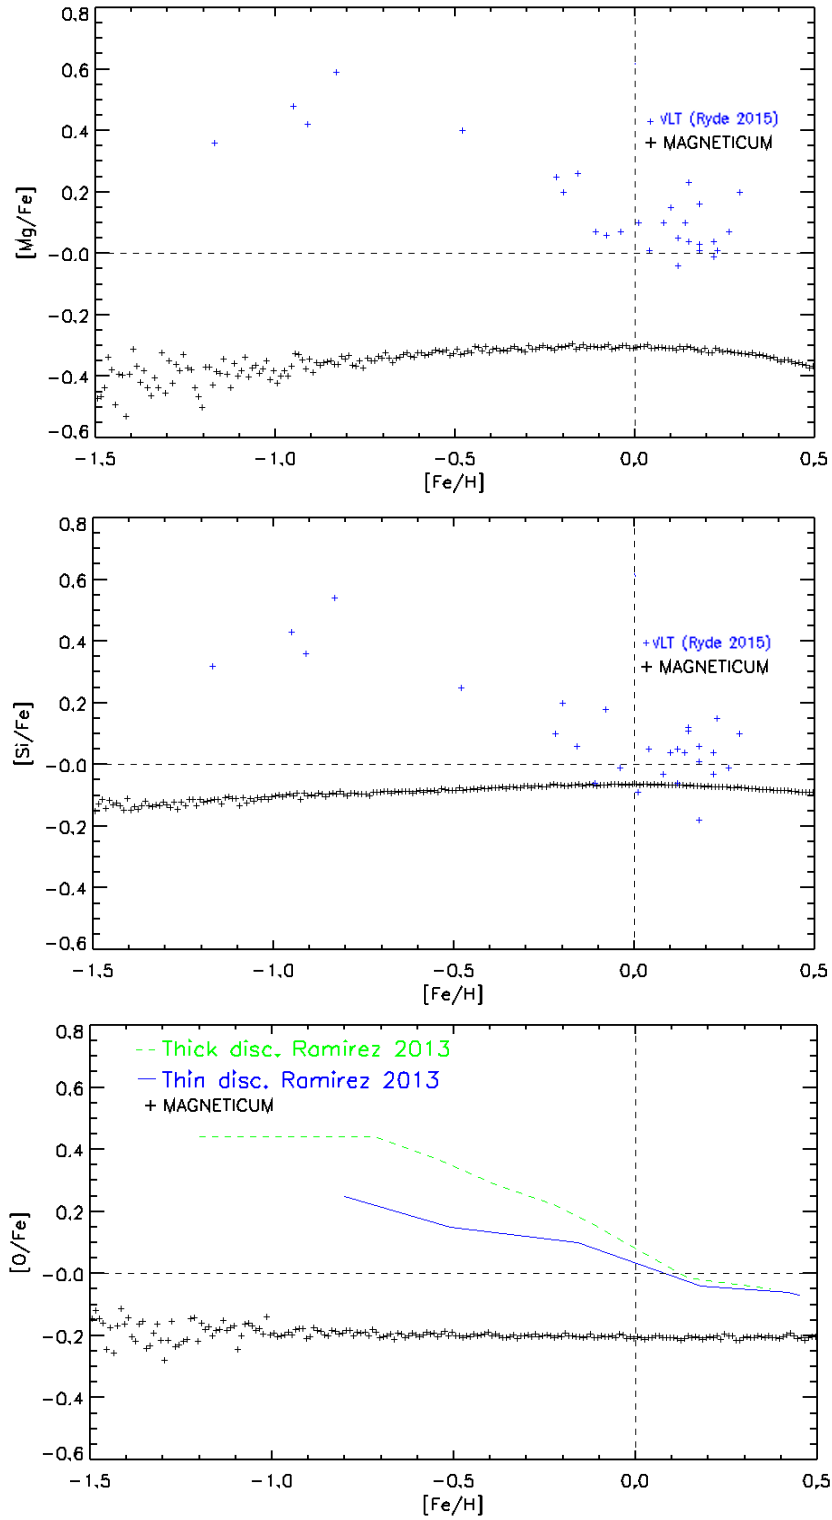 0.8
0.6
0.4
0.2
-0.0
-0.2
-0.4
-0.6
[Mg/Fe]
+ VLT (Ryde 2015)
+ MAGNETICUM
-1.5 -1.0 -0.5 0.0 0.5
[Fe/H]
0.8
0.6
0.4
0.2
-0.0
-0.2
-0.4
-0.6
[Si/Fe]
+ VLT (Ryde 2015)
+ MAGNETICUM
-1.5 -1.0 -0.5 0.0 0.5
[Fe/H]
0.8
0.6
0.4
0.2
-0.0
-0.2
-0.4
-0.6
[O/Fe]
Thick disc. Ramirez 2013
Thin disc. Ramirez 2013
+ MAGNETICUM
-1.5 -1.0 -0.5 0.0 0.5
[Fe/H]